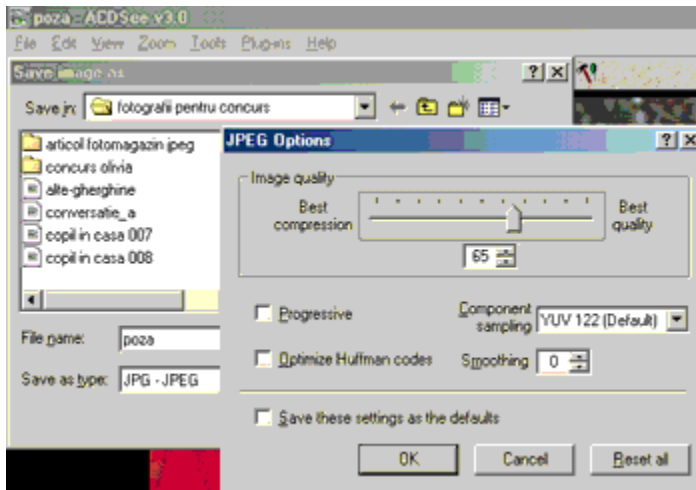 poza - ACDSee v3.0
File Edit View Zoom Tools Plug-ins Help
Save image as
Save in: fotografii pentru concurs
articol fotomagazin jpeg
concurs olivia
alte-gherghine
conversatie_a
copil in casa 007
copil in casa 008
File name: poza
Save as type: JPG - JPEG
JPEG Options
Image quality
Best compression
Best quality
65
Progressive
Component sampling YUV 122 (Default)
Optimize Huffman codes
Smoothing 0
Save these settings as the defaults
OK Cancel Reset all